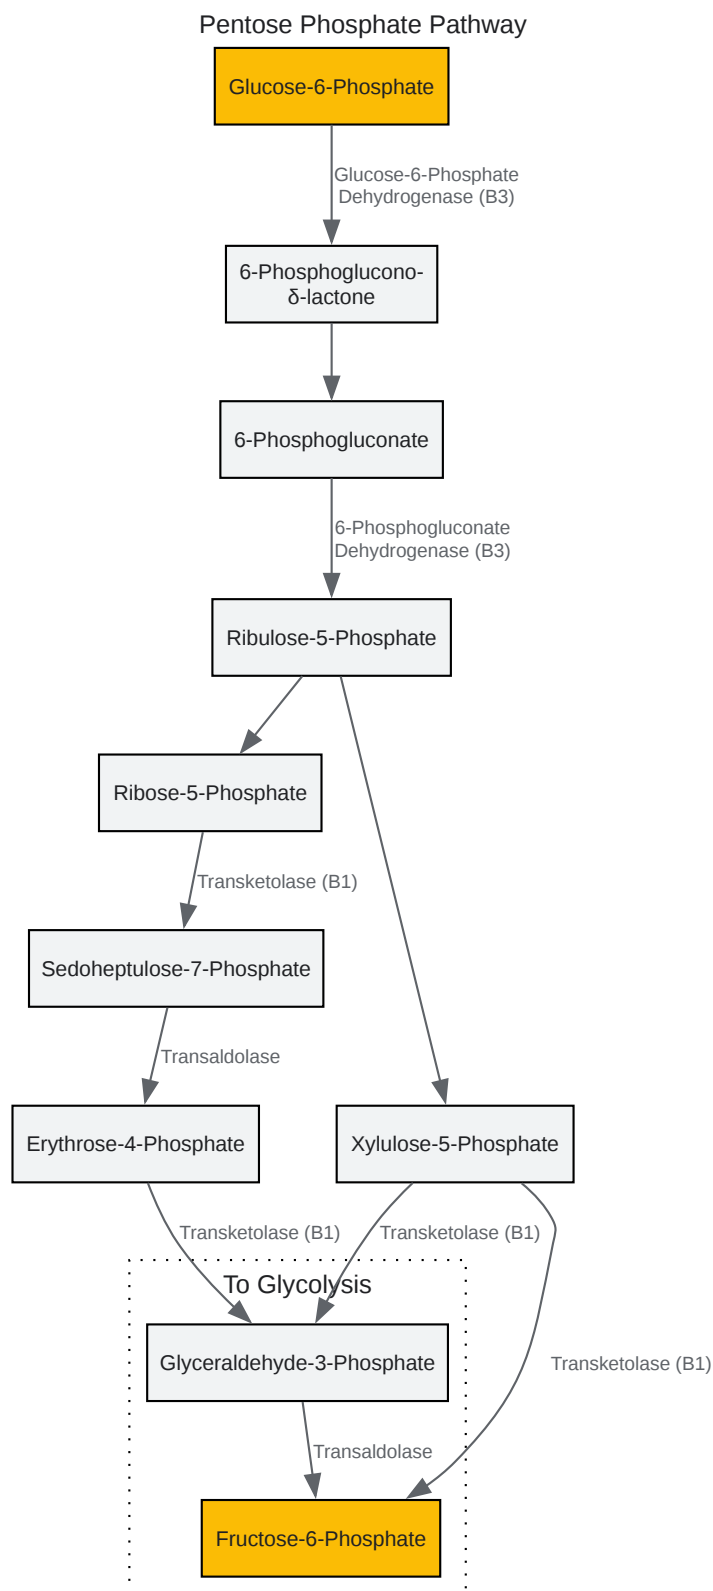 Pentose Phosphate Pathway
Glucose-6-Phosphate
Glucose-6-Phosphate
Dehydrogenase (B3)
6-Phosphoglucono-
δ-lactone
6-Phosphogluconate
6-Phosphogluconate
Dehydrogenase (B3)
Ribulose-5-Phosphate
Ribose-5-Phosphate
Transketolase (B1)
Sedoheptulose-7-Phosphate
Transaldolase
Erythrose-4-Phosphate
Xylulose-5-Phosphate
Transketolase (B1)
Transketolase (B1)
To Glycolysis
Glyceraldehyde-3-Phosphate
Transketolase (B1)
Transaldolase
Fructose-6-Phosphate